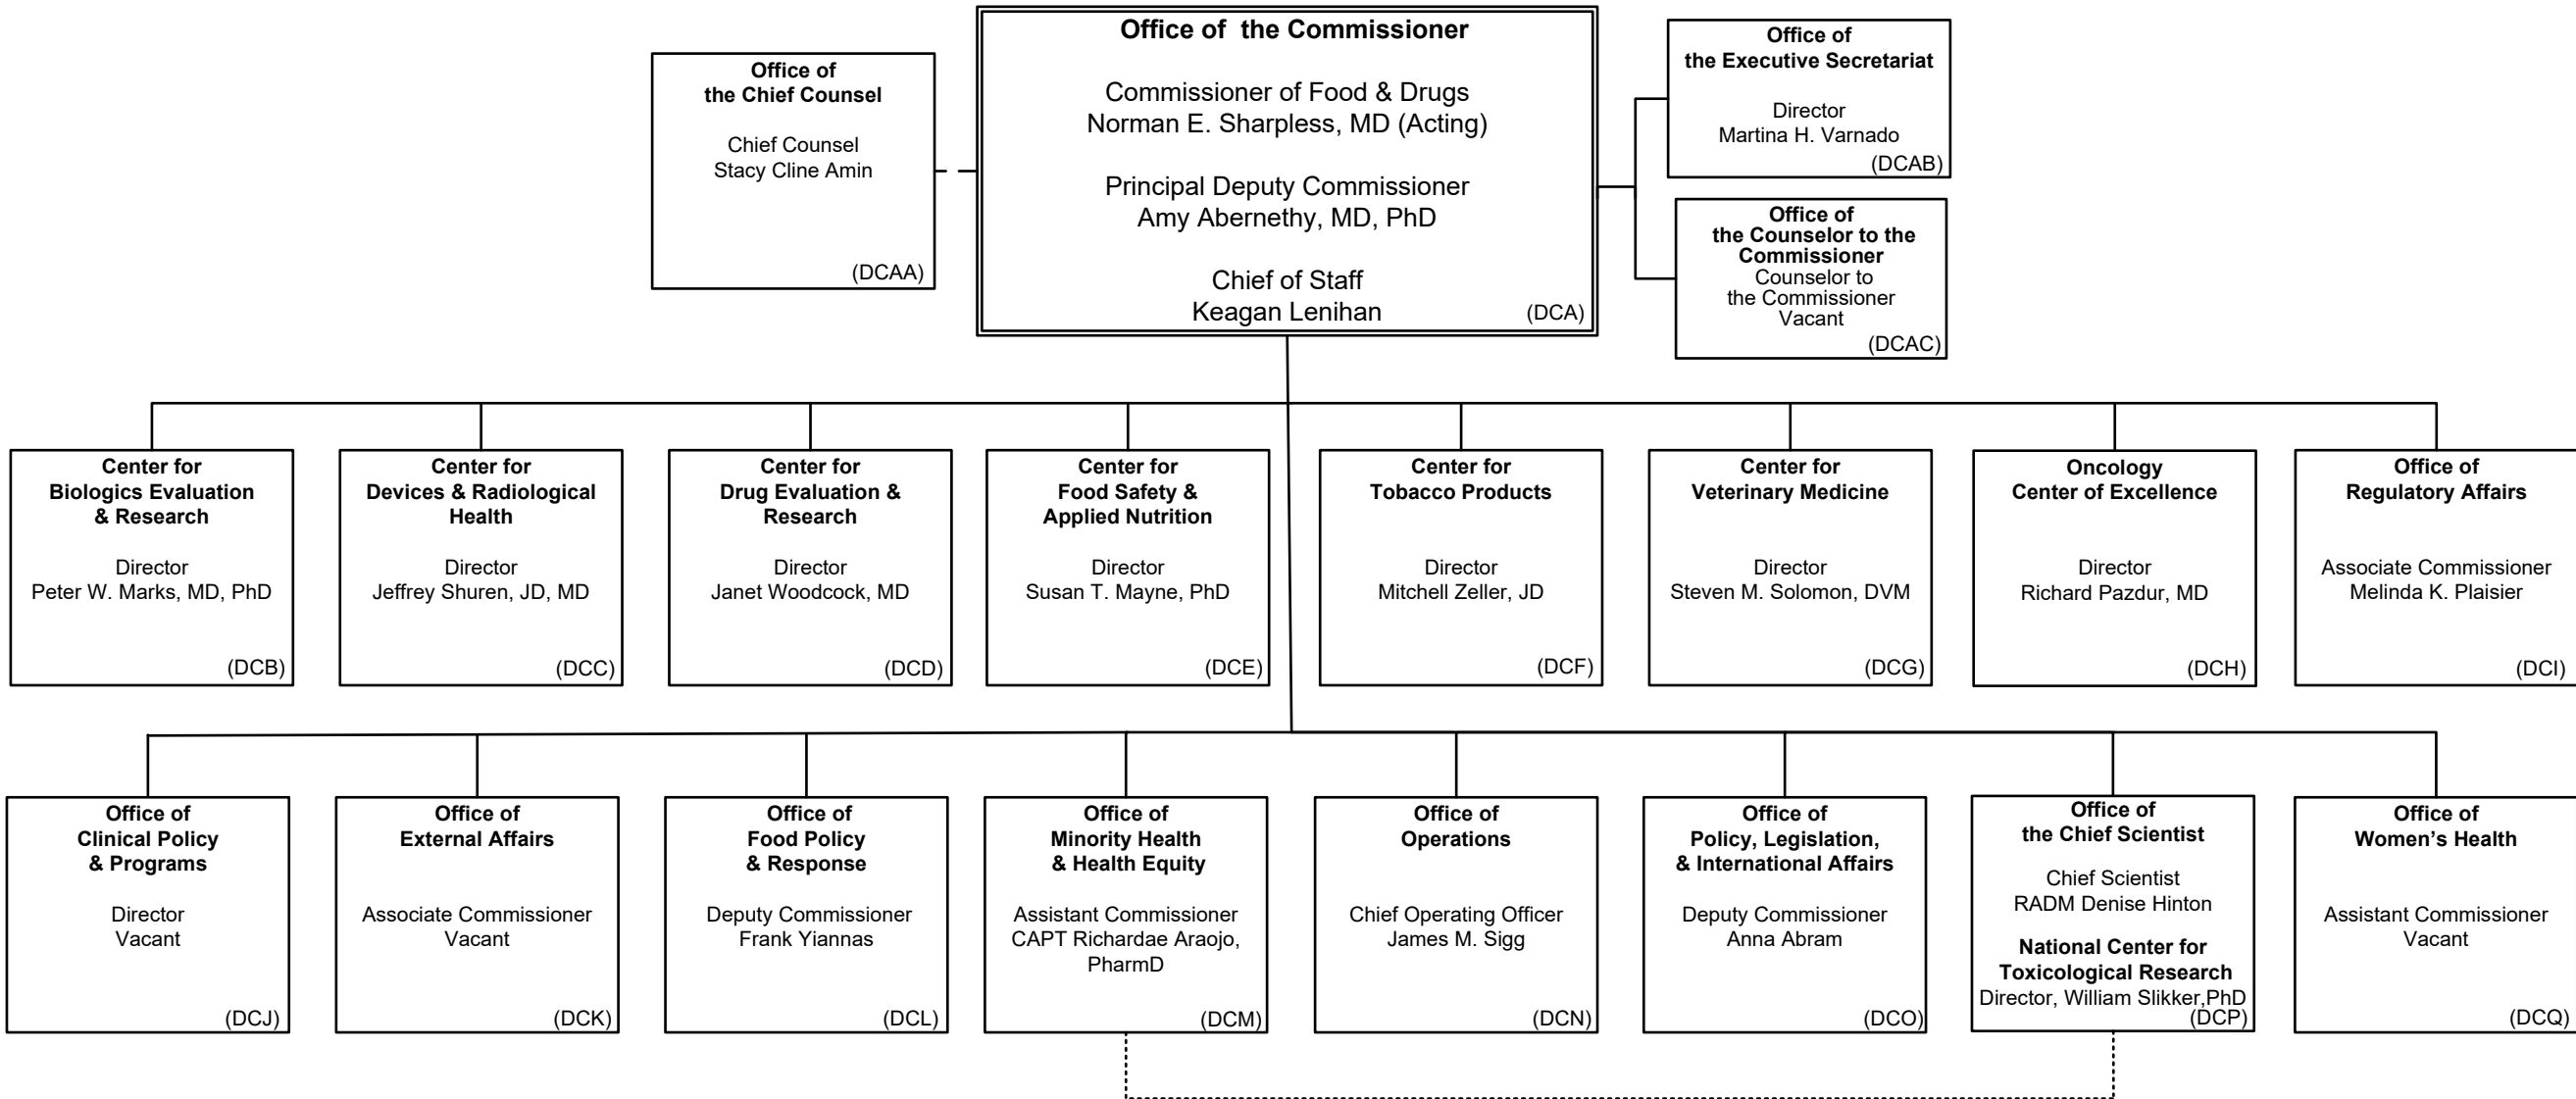 Office of the Commissioner
Commissioner of Food & Drugs
Norman E. Sharpless, MD (Acting)
Principal Deputy Commissioner
Amy Abernethy, MD, PhD
Chief of Staff
Keagan Lenihan
(DCA)
Office of
the Chief Counsel
Chief Counsel
Stacy Cline Amin
(DCAA)
Office of
the Executive Secretariat
Director
Martina H. Varnado
(DCAB)
Office of
the Counselor to the
Commissioner
Counselor to
the Commissioner
Vacant
(DCAC)
Center for
Biologics Evaluation
& Research
Director
Peter W. Marks, MD, PhD
(DCB)
Center for
Devices & Radiological
Health
Director
Jeffrey Shuren, JD, MD
(DCC)
Center for
Drug Evaluation &
Research
Director
Janet Woodcock, MD
(DCD)
Center for
Food Safety &
Applied Nutrition
Director
Susan T. Mayne, PhD
(DCE)
Center for
Tobacco Products
Director
Mitchell Zeller, JD
(DCF)
Center for
Veterinary Medicine
Director
Steven M. Solomon, DVM
(DCG)
Oncology
Center of Excellence
Director
Richard Pazdur, MD
(DCH)
Office of
Regulatory Affairs
Associate Commissioner
Melinda K. Plaisier
(DCI)
Office of
Clinical Policy
& Programs
Director
Vacant
(DCJ)
Office of
External Affairs
Associate Commissioner
Vacant
(DCK)
Office of
Food Policy
& Response
Deputy Commissioner
Frank Yiannas
(DCL)
Office of
Minority Health
& Health Equity
Assistant Commissioner
CAPT Richardae Araojo,
PharmD
(DCM)
Office of
Operations
Chief Operating Officer
James M. Sigg
(DCN)
Office of
Policy, Legislation,
& International Affairs
Deputy Commissioner
Anna Abram
(DCO)
Office of
the Chief Scientist
Chief Scientist
RADM Denise Hinton
National Center for
Toxicological Research
Director, William Slikker,PhD
(DCP)
Office of
Women's Health
Assistant Commissioner
Vacant
(DCQ)